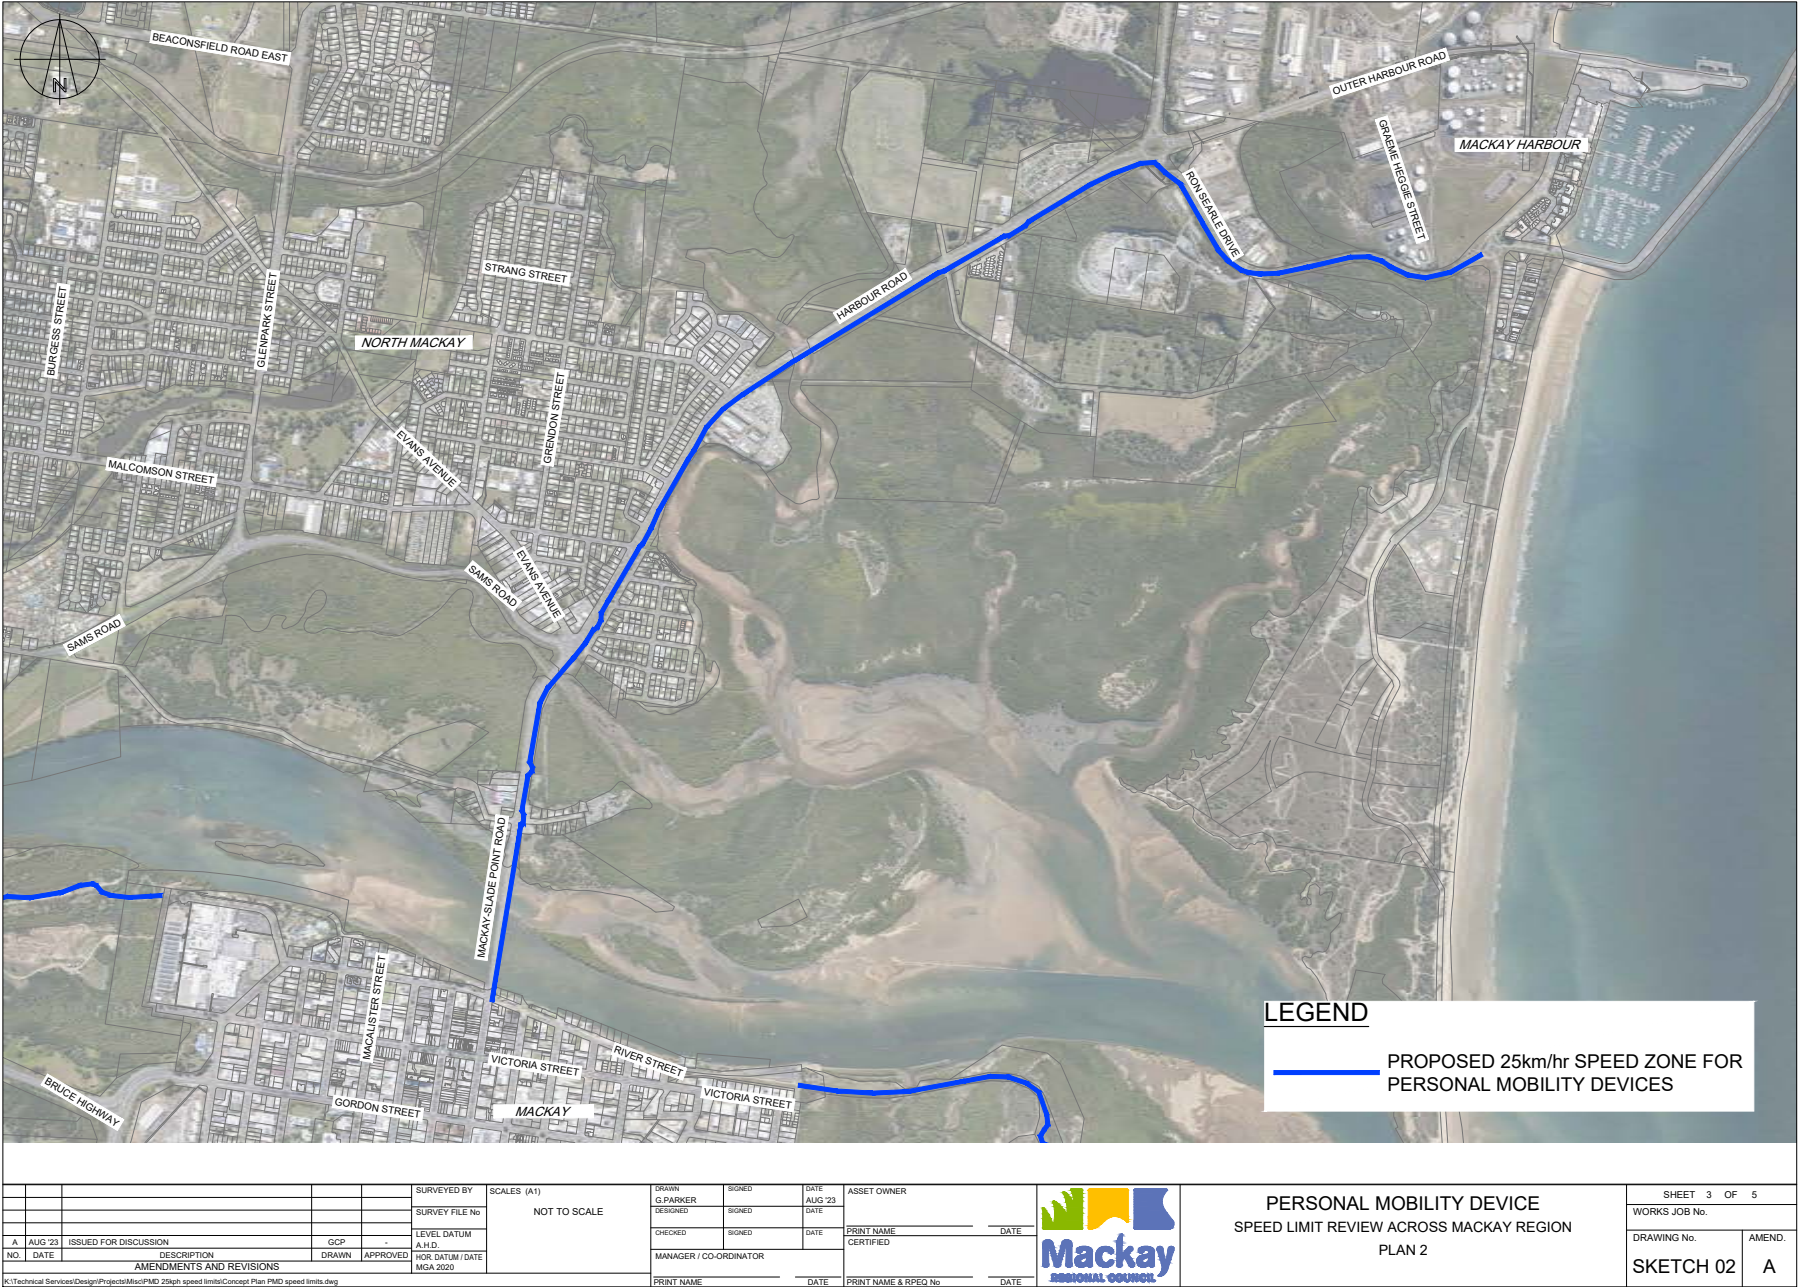 BEACONSFIELD ROAD EAST
N
OUTER HARBOUR ROAD
GRAEME HEGGIE STREET
MACKAY HARBOUR
RON SEARLE DRIVE
STRANG STREET
HARBOUR ROAD
BURGESS STREET
GLENPARK STREET
NORTH MACKAY
GRENDON STREET
EVANS AVENUE
MALCOMSON STREET
EVANS AVENUE
SAMS ROAD
SAMS ROAD
MACKAY-SLADE POINT ROAD
MACALISTER STREET
RIVER STREET
VICTORIA STREET
VICTORIA STREET
BRUCE HIGHWAY
GORDON STREET
MACKAY
LEGEND
PROPOSED 25km/hr SPEED ZONE FOR
PERSONAL MOBILITY DEVICES
A AUG '23 ISSUED FOR DISCUSSION GCP -
NO. DATE DESCRIPTION DRAWN APPROVED
AMENDMENTS AND REVISIONS
K:\Technical Services\Design\Projects\Misc\PMD 25kph speed limits\Concept Plan PMD speed limits.dwg
SURVEYED BY
SURVEY FILE No
LEVEL DATUM
A.H.D.
HOR. DATUM / DATE
MGA 2020
SCALES (A1)
NOT TO SCALE
DRAWN SIGNED DATE
G.PARKER AUG '23
DESIGNED SIGNED DATE
CHECKED SIGNED DATE
MANAGER / CO-ORDINATOR
PRINT NAME DATE
ASSET OWNER
PRINT NAME DATE
CERTIFIED
PRINT NAME & RPEQ No DATE
Mackay
REGIONAL COUNCIL
PERSONAL MOBILITY DEVICE
SPEED LIMIT REVIEW ACROSS MACKAY REGION
PLAN 2
SHEET 3 OF 5
WORKS JOB No.
DRAWING No. AMEND.
SKETCH 02 A